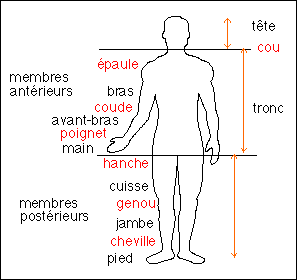 tête
cou
épaule
membres
antérieurs
bras
coude
tronc
avant-bras
poignet
main
hanche
cuisse
membres
postérieurs
genou
jambe
cheville
pied